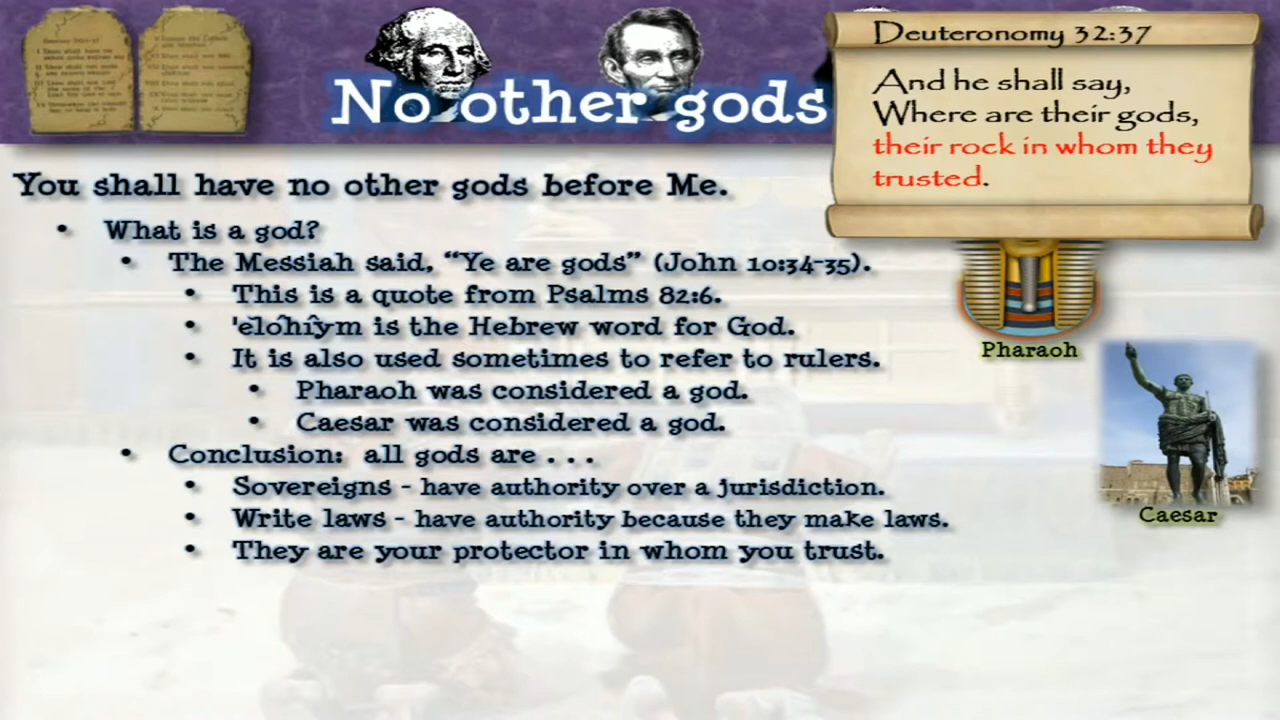 No other gods
Deuteronomy 32:37
And he shall say,
Where are their gods,
their rock in whom they
trusted.
You shall have no other gods before Me.
• What is a god?
• The Messiah said, “Ye are gods” (John 10:34-35).
• This is a quote from Psalms 82:6.
• 'ĕlôhîym is the Hebrew word for God.
• It is also used sometimes to refer to rulers.
• Pharaoh was considered a god.
• Caesar was considered a god.
• Conclusion: all gods are . . .
• Sovereigns - have authority over a jurisdiction.
• Write laws - have authority because they make laws.
• They are your protector in whom you trust.
Pharaoh
Caesar